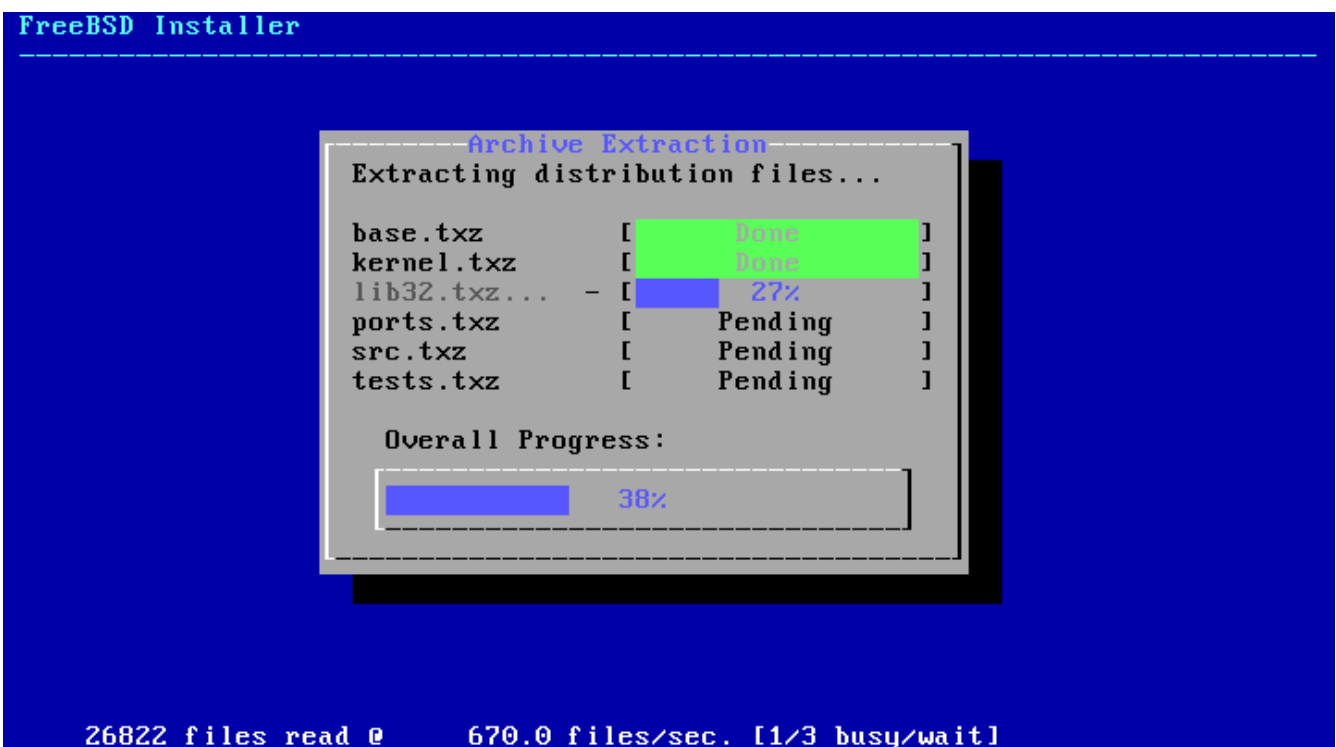 FreeBSD Installer
Archive Extraction
Extracting distribution files...
base.txz [ Done ]
kernel.txz [ Done ]
lib32.txz... - [ 27% ]
ports.txz [ Pending ]
src.txz [ Pending ]
tests.txz [ Pending ]
Overall Progress:
38%
26822 files read @ 670.0 files/sec. [1/3 busy/wait]